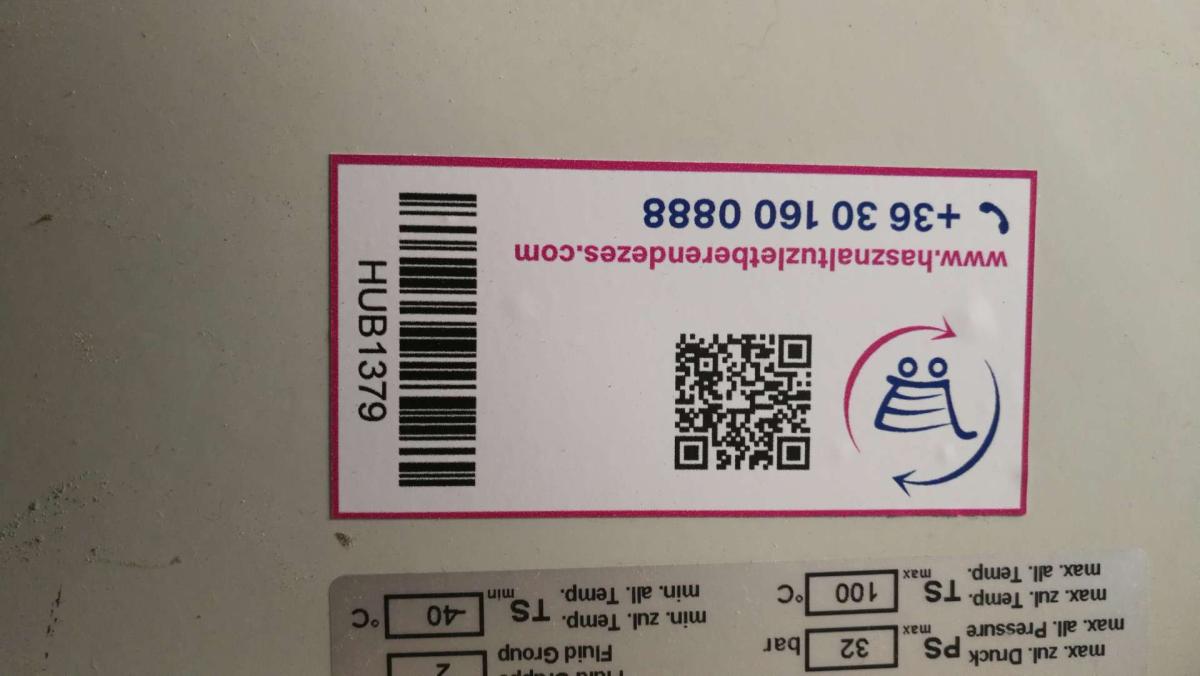 max. zul. Druck PS max 32 bar
max. all. Pressure
Fluid Group 2
max. zul. Temp. TS max 100 °C
max. all. Temp.
min. zul. Temp. TS min -40 °C
min. all. Temp.
www.hasznaltuzletberendezes.com
+36 30 160 0888
HUB1379